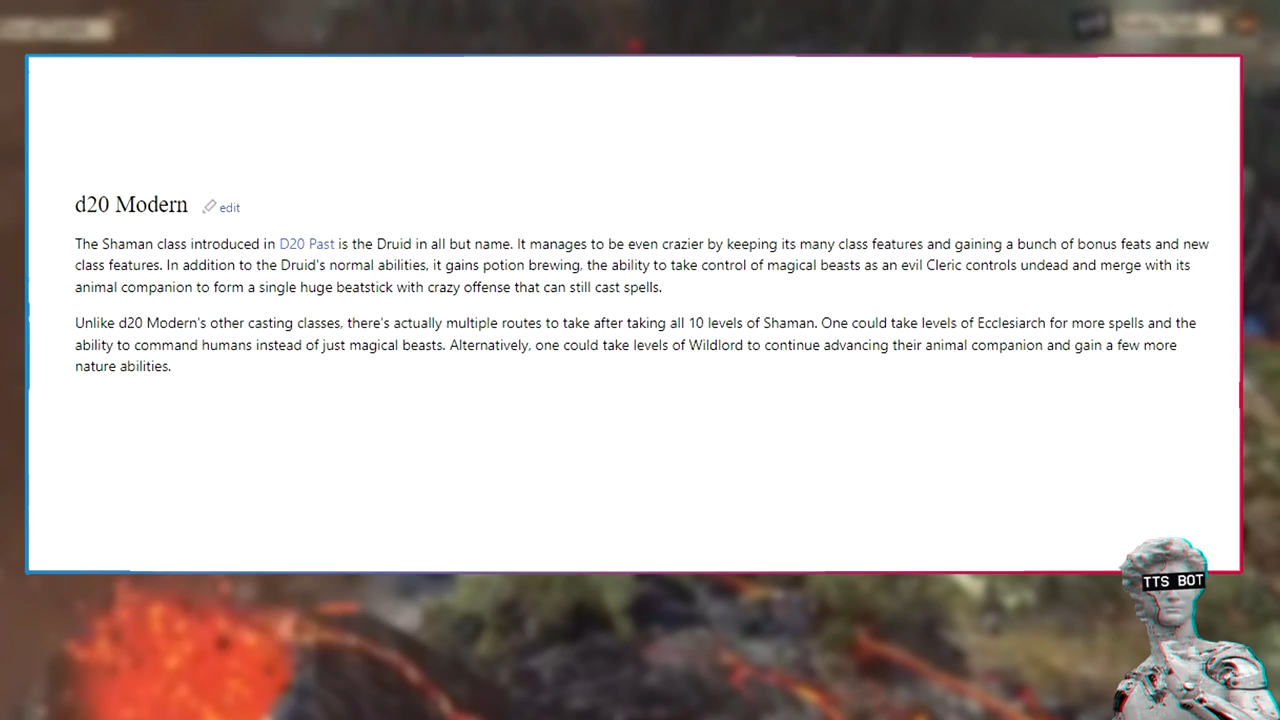 d20 Modern edit
The Shaman class introduced in D20 Past is the Druid in all but name. It manages to be even crazier by keeping its many class features and gaining a bunch of bonus feats and new
class features. In addition to the Druid's normal abilities, it gains potion brewing, the ability to take control of magical beasts as an evil Cleric controls undead and merge with its
animal companion to form a single huge beatstick with crazy offense that can still cast spells.
Unlike d20 Modern's other casting classes, there's actually multiple routes to take after taking all 10 levels of Shaman. One could take levels of Ecclesiarch for more spells and the
ability to command humans instead of just magical beasts. Alternatively, one could take levels of Wildlord to continue advancing their animal companion and gain a few more
nature abilities.
TTS BOT